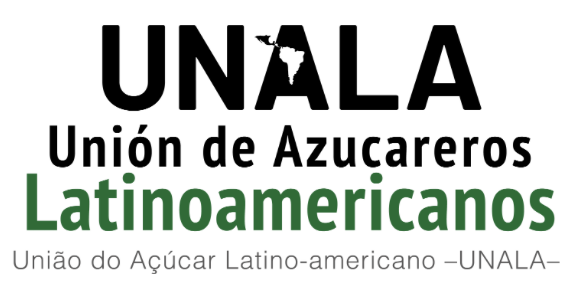 UNALA
Unión de Azucareros
Latinoamericanos
União do Açúcar Latino-americano –UNALA–